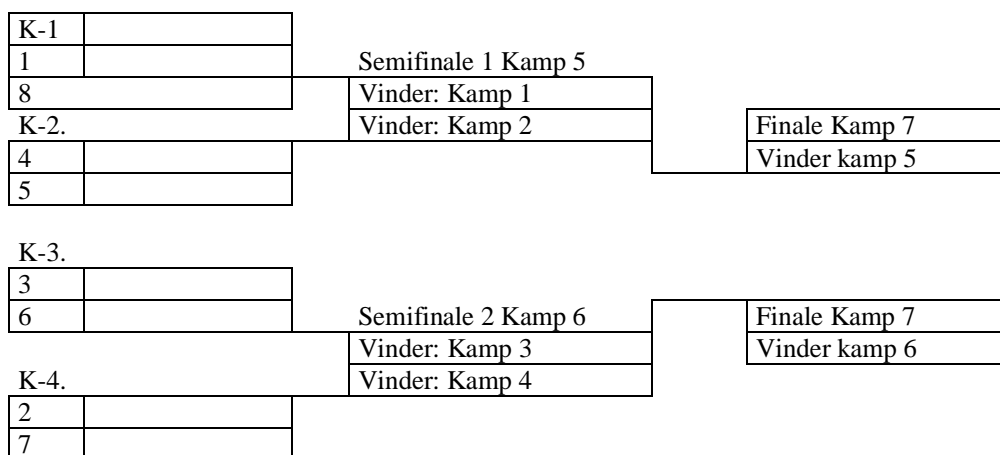 K-1
1
Semifinale 1 Kamp 5
8
Vinder: Kamp 1
K-2.
Vinder: Kamp 2
Finale Kamp 7
4
Vinder kamp 5
5
K-3.
3
6
Semifinale 2 Kamp 6
Finale Kamp 7
Vinder: Kamp 3
Vinder kamp 6
K-4.
Vinder: Kamp 4
2
7